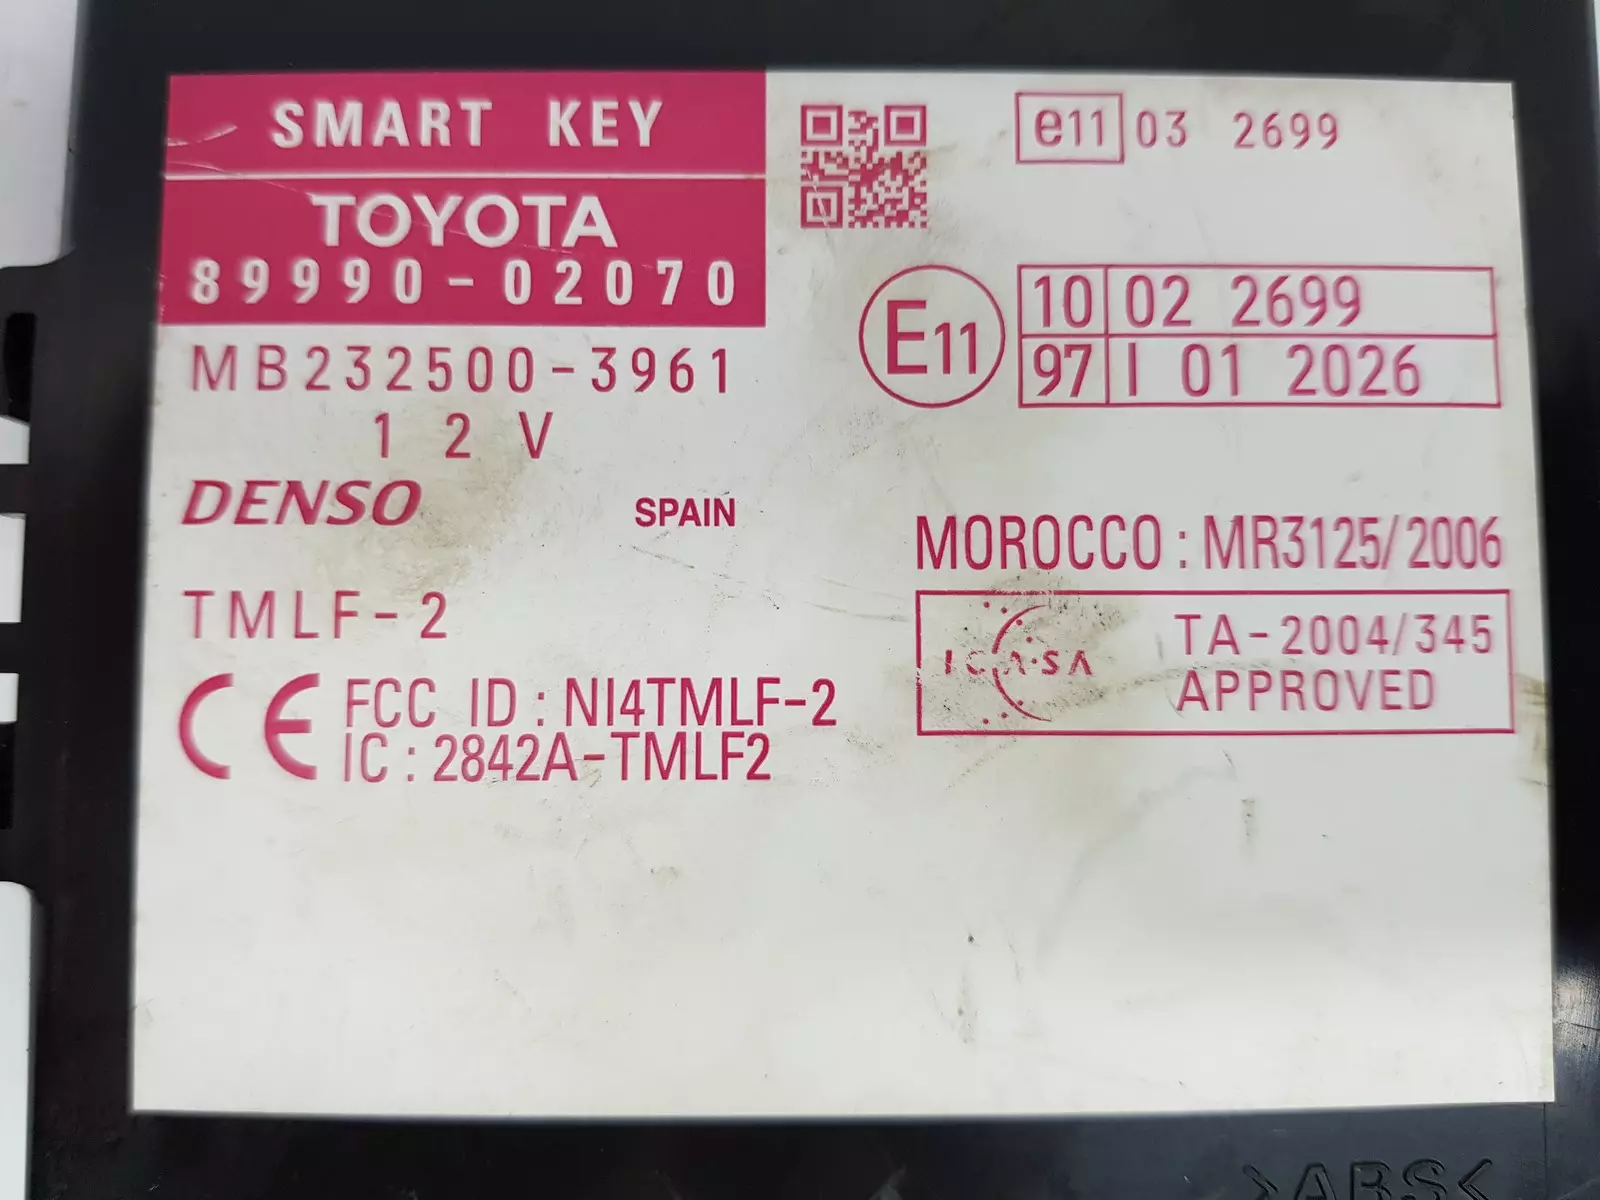 SMART KEY
TOYOTA
89990-02070
MB232500-3961
12V
DENSO SPAIN
TMLF-2
CE FCC ID : NI4TMLF-2
IC : 2842A-TMLF2
e11 03 2699
E11
10 02 2699
97 I 01 2026
MOROCCO : MR3125/2006
ICASA TA-2004/345
APPROVED
>ABS<